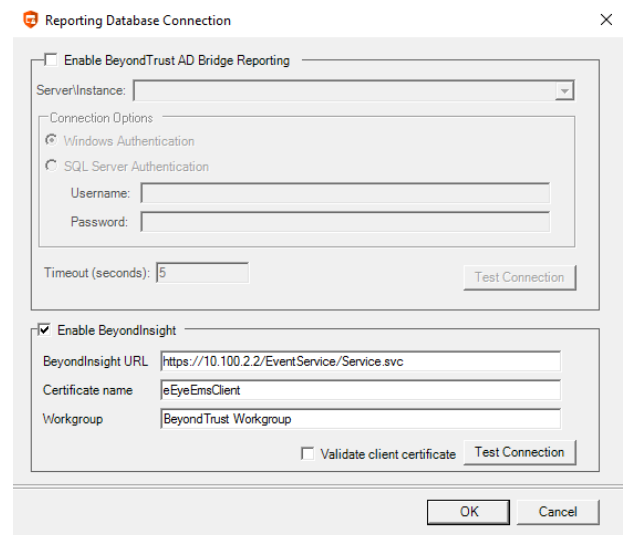 Reporting Database Connection
Enable BeyondTrust AD Bridge Reporting
Server\Instance:
Connection Options
Windows Authentication
SQL Server Authentication
Username:
Password:
Timeout (seconds): 5
Test Connection
Enable BeyondInsight
BeyondInsight URL https://10.100.2.2/EventService/Service.svc
Certificate name eEyeEmsClient
Workgroup BeyondTrust Workgroup
Validate client certificate Test Connection
OK Cancel